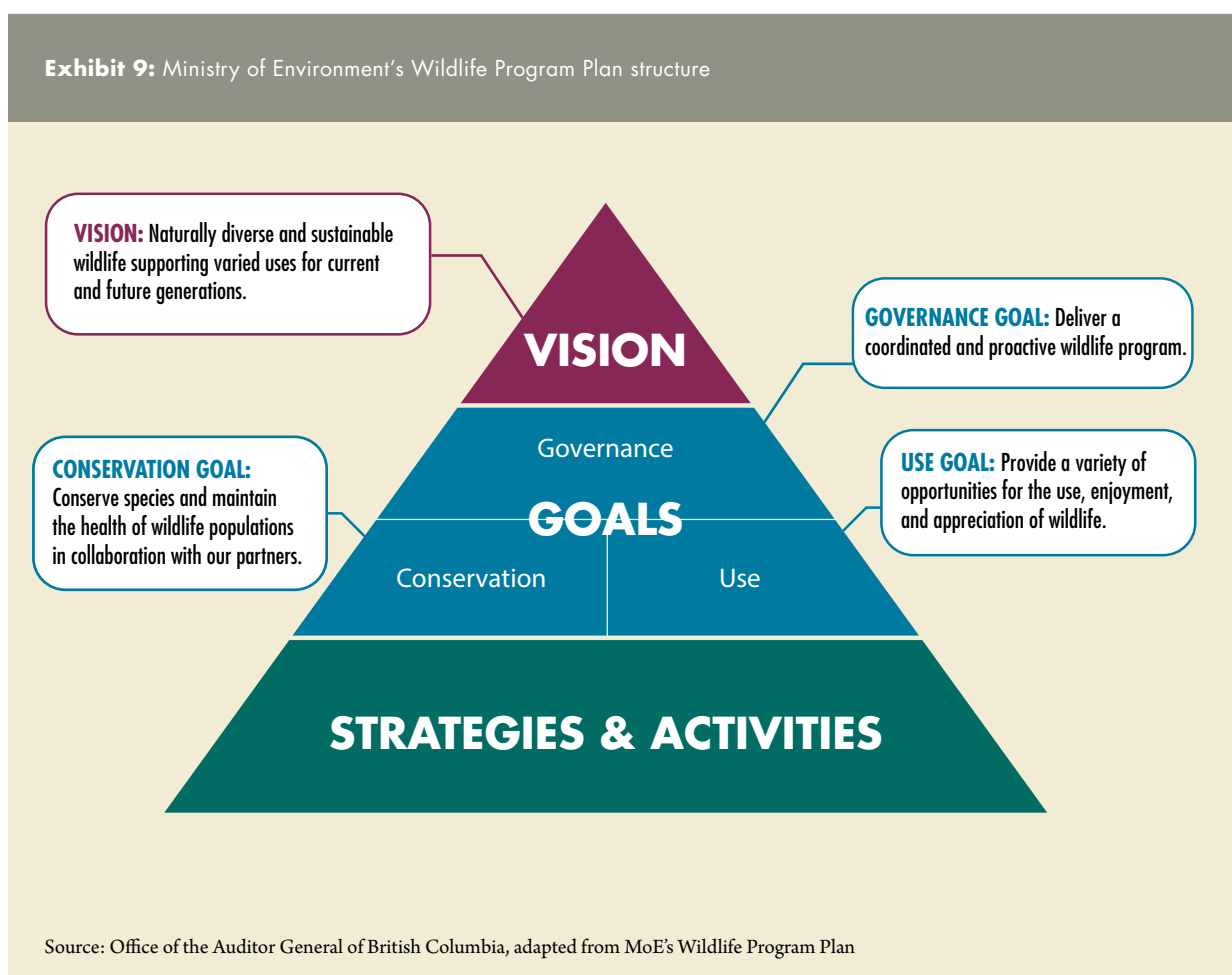 Exhibit 9: Ministry of Environment's Wildlife Program Plan structure
VISION: Naturally diverse and sustainable
wildlife supporting varied uses for current
and future generations.
VISION
GOVERNANCE GOAL: Deliver a
coordinated and proactive wildlife program.
Governance
GOALS
Conservation
Use
CONSERVATION GOAL:
Conserve species and maintain
the health of wildlife populations
in collaboration with our partners.
USE GOAL: Provide a variety of
opportunities for the use, enjoyment,
and appreciation of wildlife.
STRATEGIES & ACTIVITIES
Source: Office of the Auditor General of British Columbia, adapted from MoE's Wildlife Program Plan